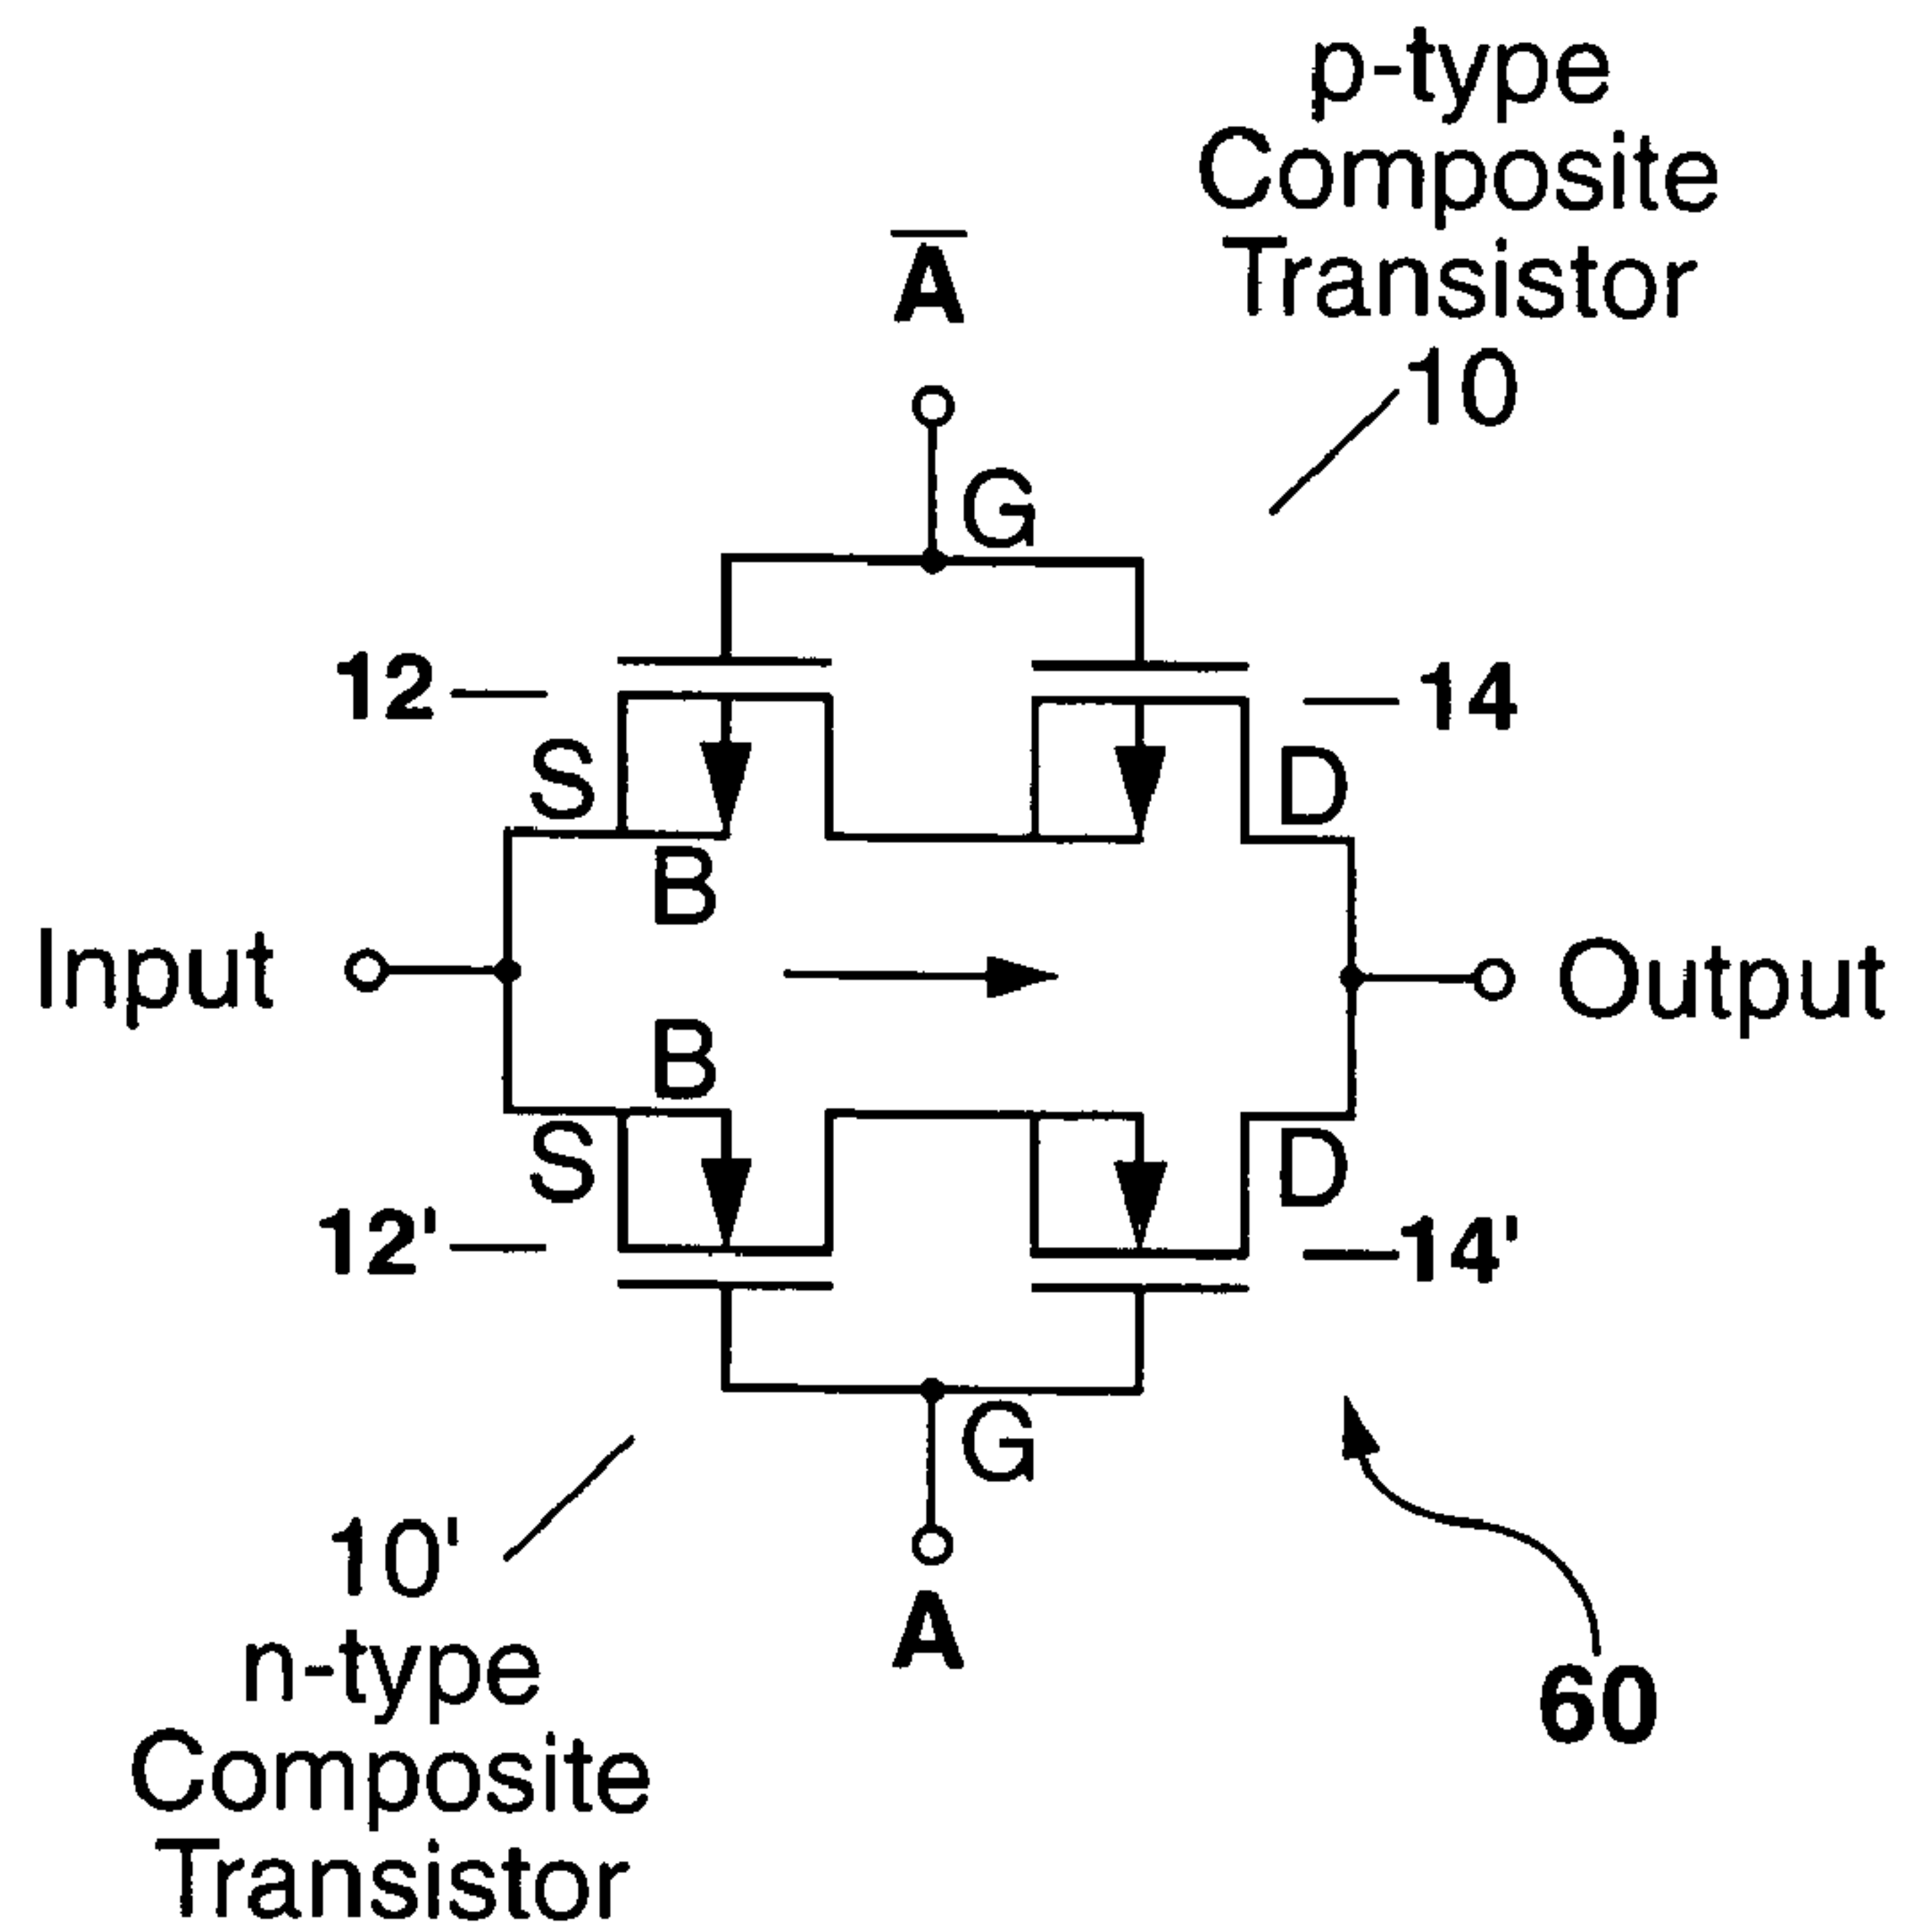 p-type
Composite
Transistor
10
A̅
G
12
14
S
D
B
Input
Output
B
S
D
12'
14'
G
10'
n-type
Composite
Transistor
A
60